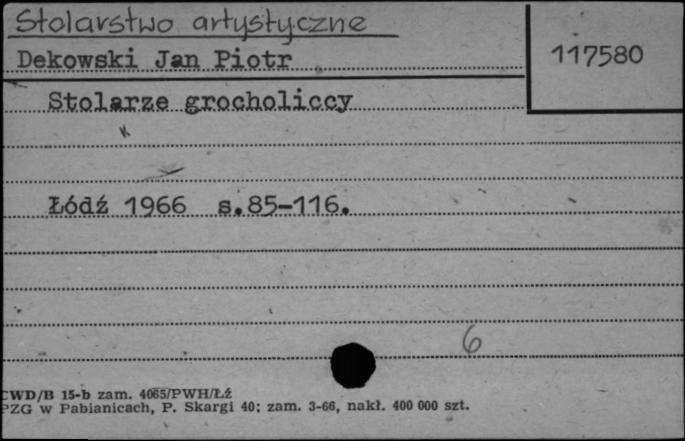 Stolarstwo artystyczne
Dekowski Jan Piotr
117580
Stolarze grocholiccy
Łódź 1966 s.85-116.
6
CWD/B 15-b zam. 4065/PWH/Łź
PZG w Pabianicach, P. Skargi 40; zam. 3-66, nakł. 400 000 szt.